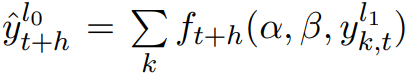 ŷ^{l_0}_{t+h} = ∑_k f_{t+h}(α, β, y^{l_1}_{k,t})